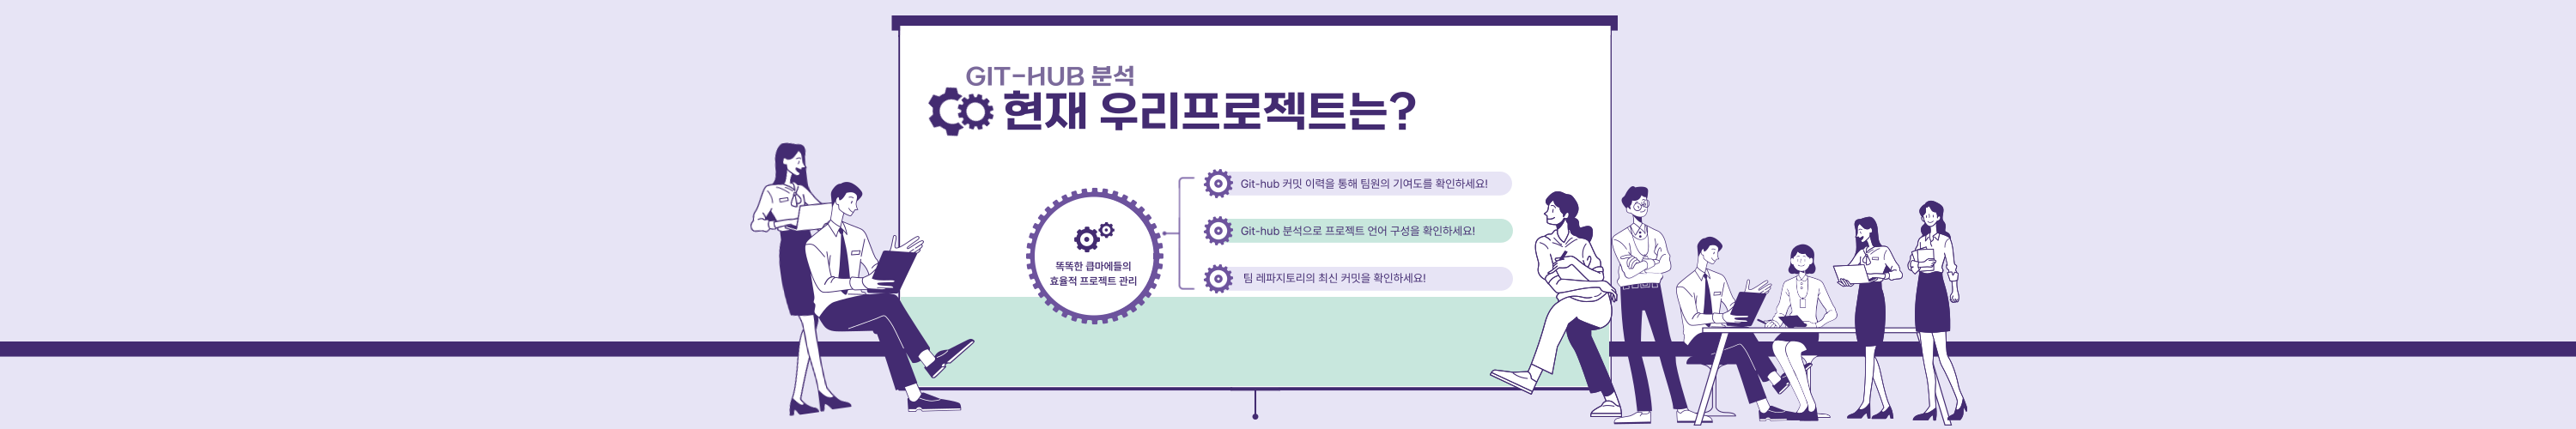 GIT-HUB 분석
현재 우리프로젝트는?
똑똑한 큽마에들의
효율적 프로젝트 관리
Git-hub 커밋 이력을 통해 팀원의 기여도를 확인하세요!
Git-hub 분석으로 프로젝트 언어 구성을 확인하세요!
팀 레파지토리의 최신 커밋을 확인하세요!